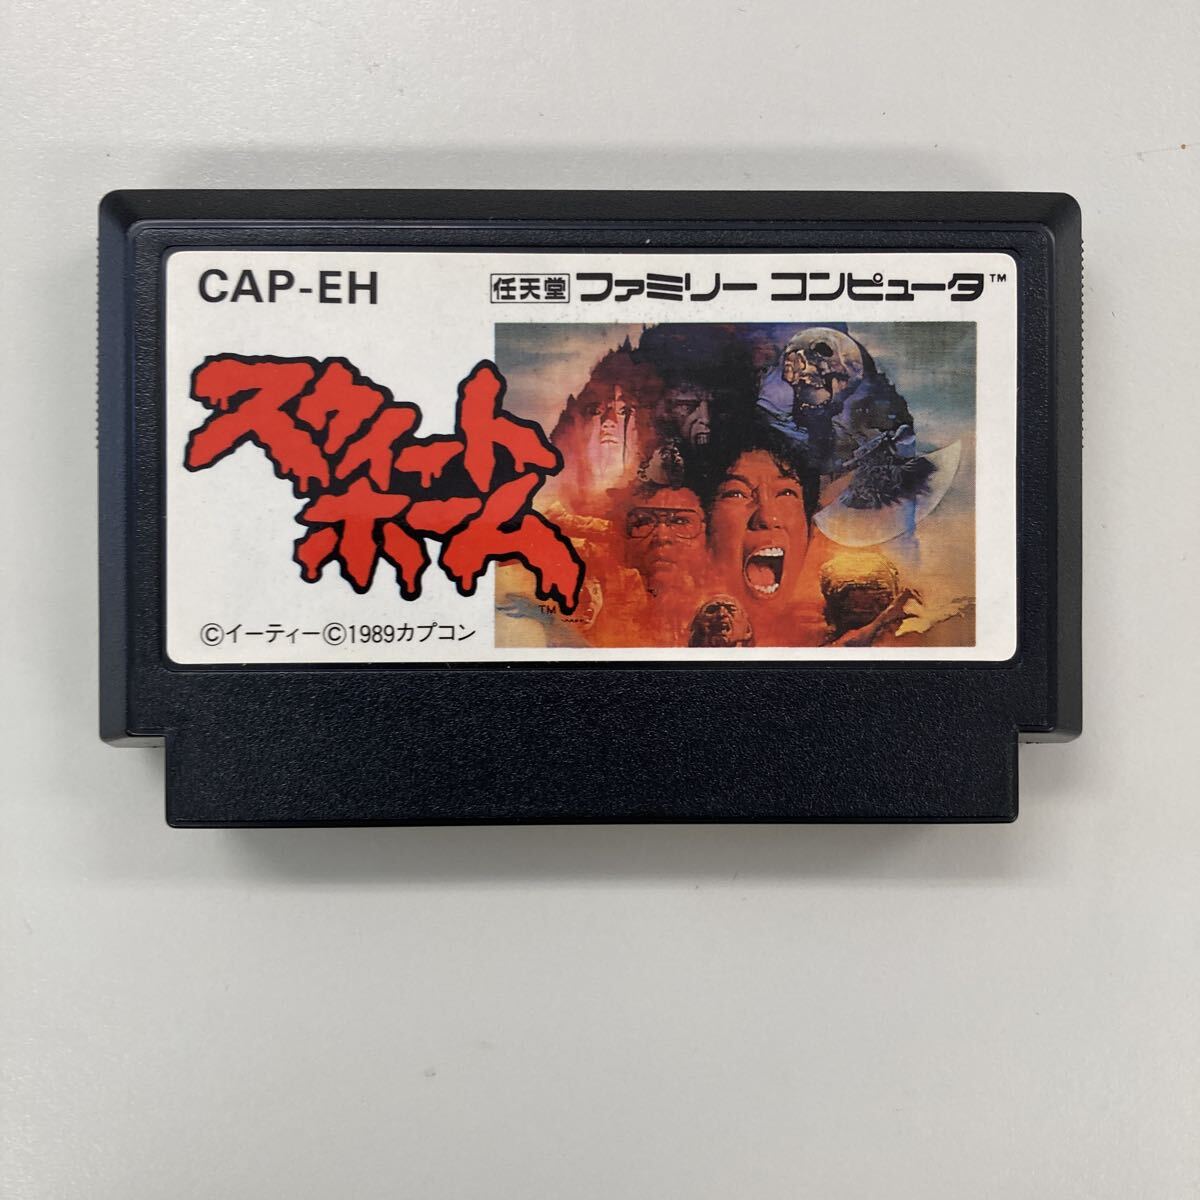 CAP-EH
任天堂 ファミリー コンピュータ™
スウィート
ホーム
TM
©イーティー©1989カプコン